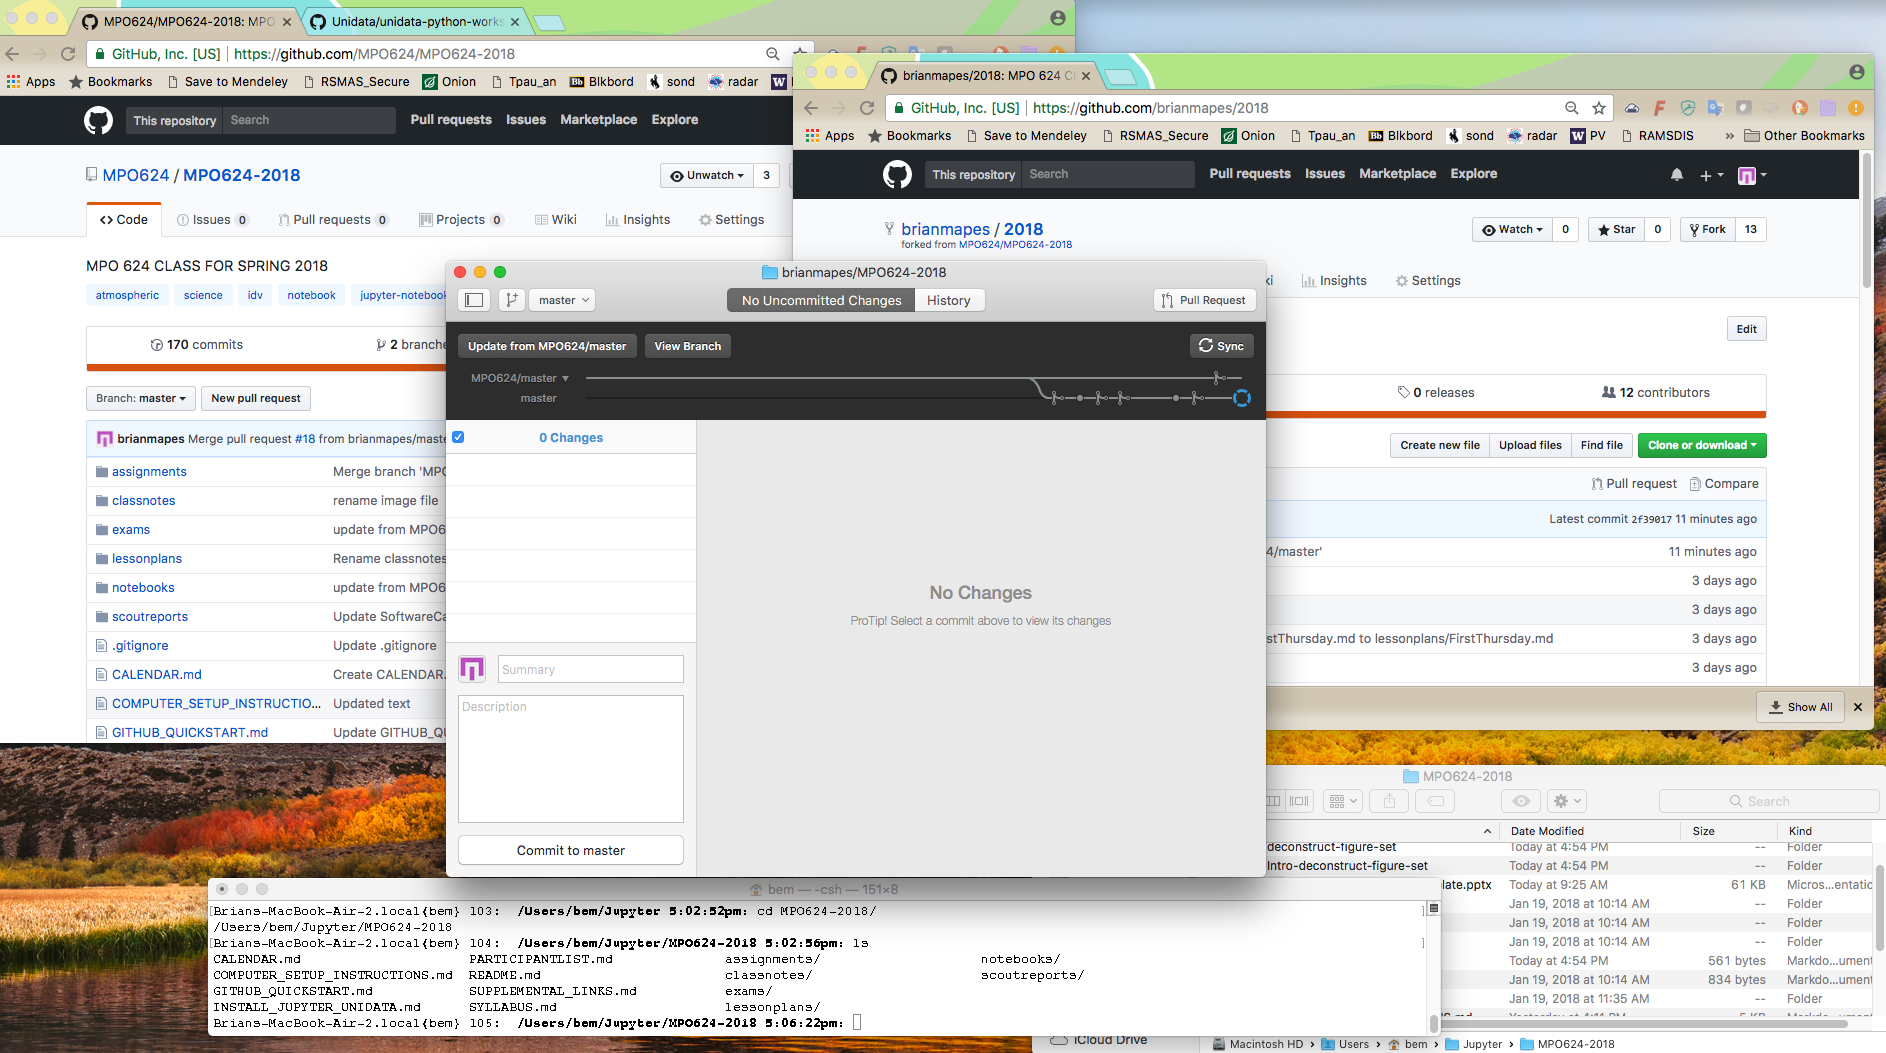 MPO624/MPO624-2018: MPO
Unidata/unidata-python-works
GitHub, Inc. [US] https://github.com/MPO624/MPO624-2018
Apps Bookmarks Save to Mendeley RSMAS_Secure Onion Tpau_an Bb Blkbord sond radar W
This repository Search Pull requests Issues Marketplace Explore
MPO624 / MPO624-2018
Unwatch 3
Code Issues 0 Pull requests 0 Projects 0 Wiki Insights Settings
MPO 624 CLASS FOR SPRING 2018
atmospheric science idv notebook jupyter-notebook
170 commits 2 branche
Branch: master New pull request
brianmapes Merge pull request #18 from brianmapes/maste
assignments Merge branch 'MPO
classnotes rename image file
exams update from MPO6
lessonplans Rename classnotes
notebooks update from MPO6
scoutreports Update SoftwareCa
.gitignore Update .gitignore
CALENDAR.md Create CALENDAR.md
COMPUTER_SETUP_INSTRUCTIO... Updated text
GITHUB_QUICKSTART.md Update GITHUB_QU
brianmapes/2018: MPO 624 CL
GitHub, Inc. [US] https://github.com/brianmapes/2018
Apps Bookmarks Save to Mendeley RSMAS_Secure Onion Tpau_an Bb Blkbord sond radar W PV RAMSDIS » Other Bookmarks
This repository Search Pull requests Issues Marketplace Explore
brianmapes / 2018
forked from MPO624/MPO624-2018
Watch 0 Star 0 Fork 13
ki Insights Settings
Edit
0 releases 12 contributors
Create new file Upload files Find file Clone or download
Pull request Compare
Latest commit 2f39017 11 minutes ago
4/master' 11 minutes ago
3 days ago
3 days ago
stThursday.md to lessonplans/FirstThursday.md 3 days ago
3 days ago
Show All
brianmapes/MPO624-2018
master No Uncommitted Changes History Pull Request
Update from MPO624/master View Branch Sync
MPO624/master
master
0 Changes
No Changes
ProTip! Select a commit above to view its changes
Summary
Description
Commit to master
MPO624-2018
Search
Date Modified Size Kind
deconstruct-figure-set Today at 4:54 PM -- Folder
Intro-deconstruct-figure-set Today at 4:54 PM -- Folder
late.pptx Today at 9:25 AM 61 KB Micros...entatic
Jan 19, 2018 at 10:14 AM -- Folder
Jan 19, 2018 at 10:14 AM -- Folder
Jan 19, 2018 at 10:14 AM -- Folder
Today at 4:54 PM 561 bytes Markdo...ument
Jan 19, 2018 at 10:14 AM 834 bytes Markdo...ument
Jan 19, 2018 at 11:35 AM -- Folder
Yesterday at 4:11 PM 5 KB Markdo...ument
iCloud Drive
Macintosh HD › Users › bem › Jupyter › MPO624-2018
bem — -csh — 151×8
[Brians-MacBook-Air-2.local{bem} 103: /Users/bem/Jupyter 5:02:52pm: cd MPO624-2018/ ]
/Users/bem/Jupyter/MPO624-2018
[Brians-MacBook-Air-2.local{bem} 104: /Users/bem/Jupyter/MPO624-2018 5:02:56pm: ls ]
CALENDAR.md PARTICIPANTLIST.md assignments/ notebooks/
COMPUTER_SETUP_INSTRUCTIONS.md README.md classnotes/ scoutreports/
GITHUB_QUICKSTART.md SUPPLEMENTAL_LINKS.md exams/
INSTALL_JUPYTER_UNIDATA.md SYLLABUS.md lessonplans/
Brians-MacBook-Air-2.local{bem} 105: /Users/bem/Jupyter/MPO624-2018 5:06:22pm: